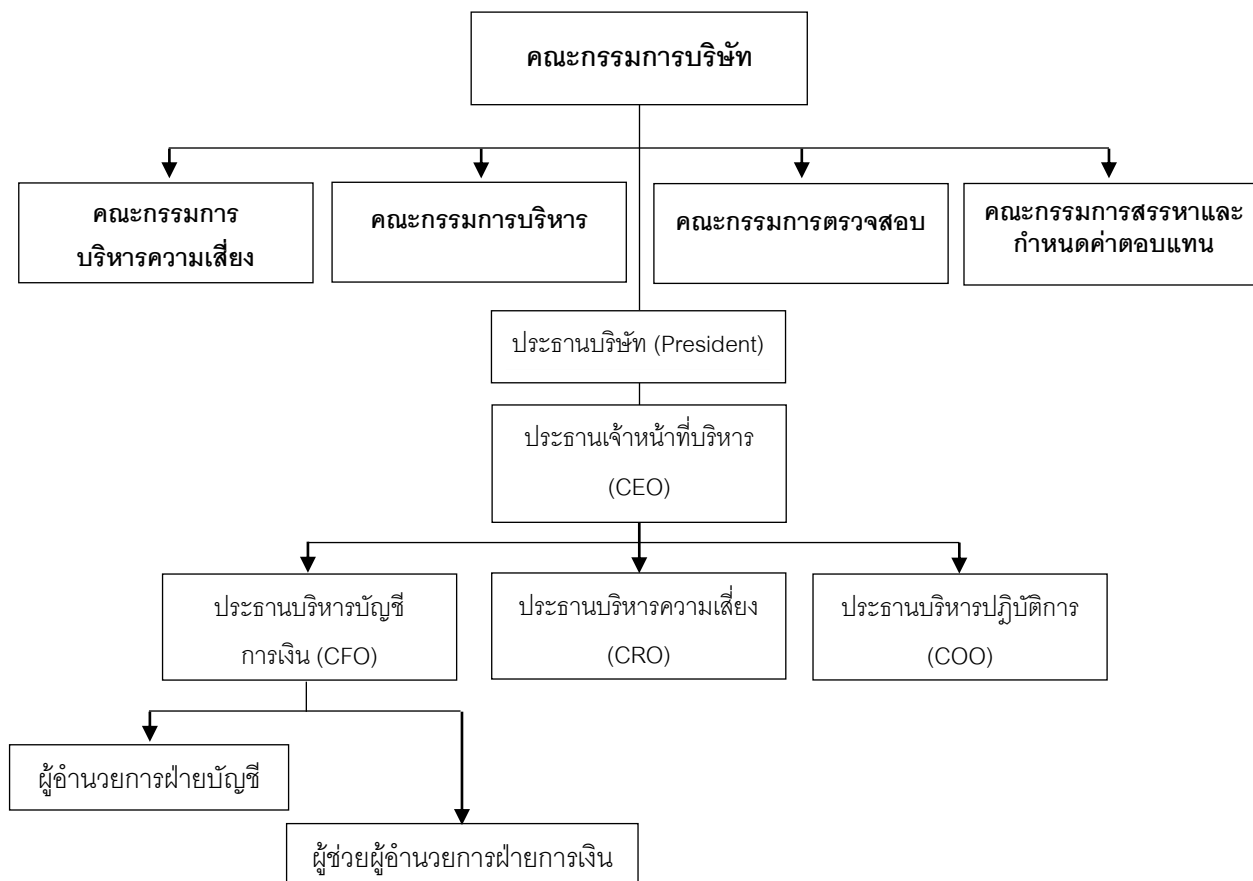 คณะกรรมการบริษัท
คณะกรรมการ
บริหารความเสี่ยง
คณะกรรมการบริหาร
คณะกรรมการตรวจสอบ
คณะกรรมการสรรหาและ
กำหนดค่าตอบแทน
ประธานบริษัท (President)
ประธานเจ้าหน้าที่บริหาร
(CEO)
ประธานบริหารบัญชี
การเงิน (CFO)
ประธานบริหารความเสี่ยง
(CRO)
ประธานบริหารปฎิบัติการ
(COO)
ผู้อำนวยการฝ่ายบัญชี
ผู้ช่วยผู้อำนวยการฝ่ายการเงิน